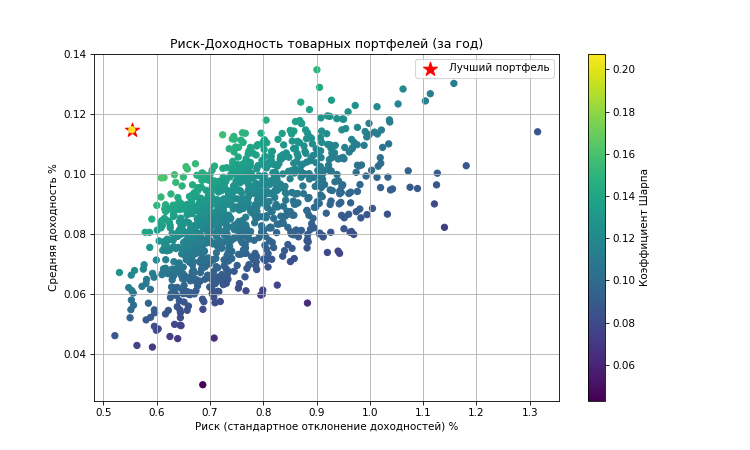 Риск-Доходность товарных портфелей (за год)
Лучший портфель
Средняя доходность %
0.14
0.12
0.10
0.08
0.06
0.04
0.5 0.6 0.7 0.8 0.9 1.0 1.1 1.2 1.3
Риск (стандартное отклонение доходностей) %
0.20
0.18
0.16
0.14
0.12
0.10
0.08
0.06
Коэффициент Шарпа